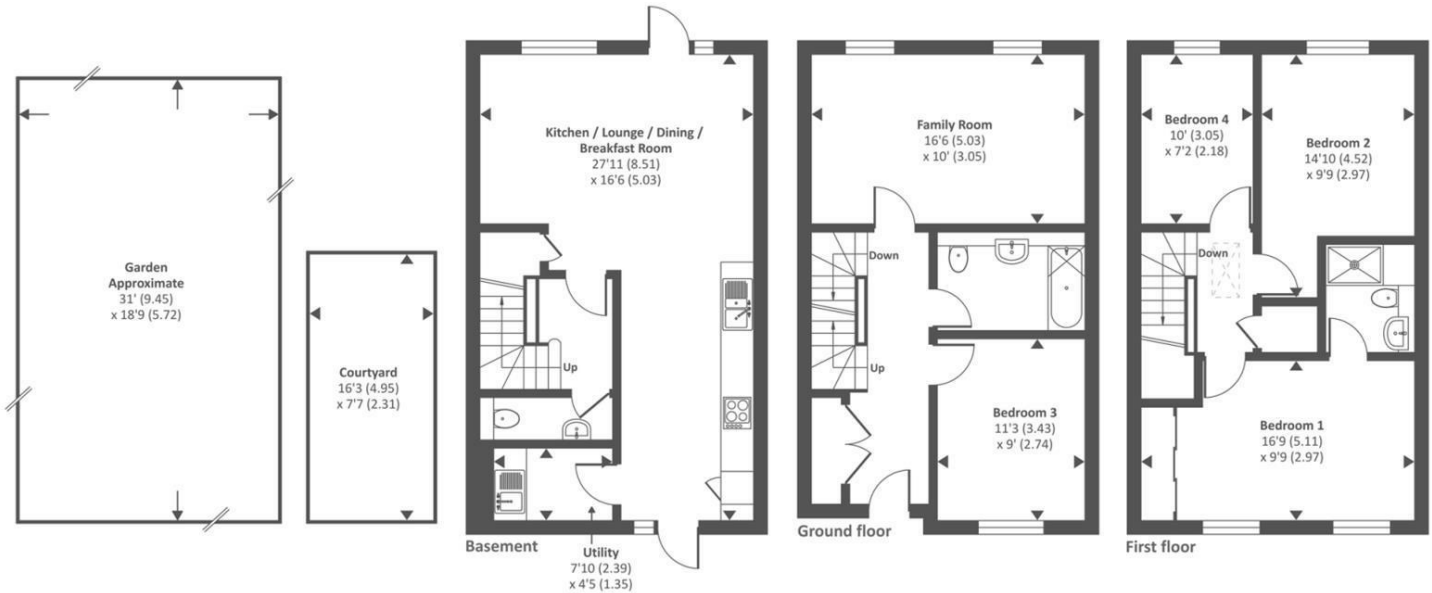 Garden
Approximate
31' (9.45)
x 18'9 (5.72)
Courtyard
16'3 (4.95)
x 7'7 (2.31)
Kitchen / Lounge / Dining /
Breakfast Room
27'11 (8.51)
x 16'6 (5.03)
Up
Basement
Utility
7'10 (2.39)
x 4'5 (1.35)
Family Room
16'6 (5.03)
x 10' (3.05)
Down
Up
Bedroom 3
11'3 (3.43)
x 9' (2.74)
Ground floor
Bedroom 4
10' (3.05)
x 7'2 (2.18)
Bedroom 2
14'10 (4.52)
x 9'9 (2.97)
Down
Bedroom 1
16'9 (5.11)
x 9'9 (2.97)
First floor